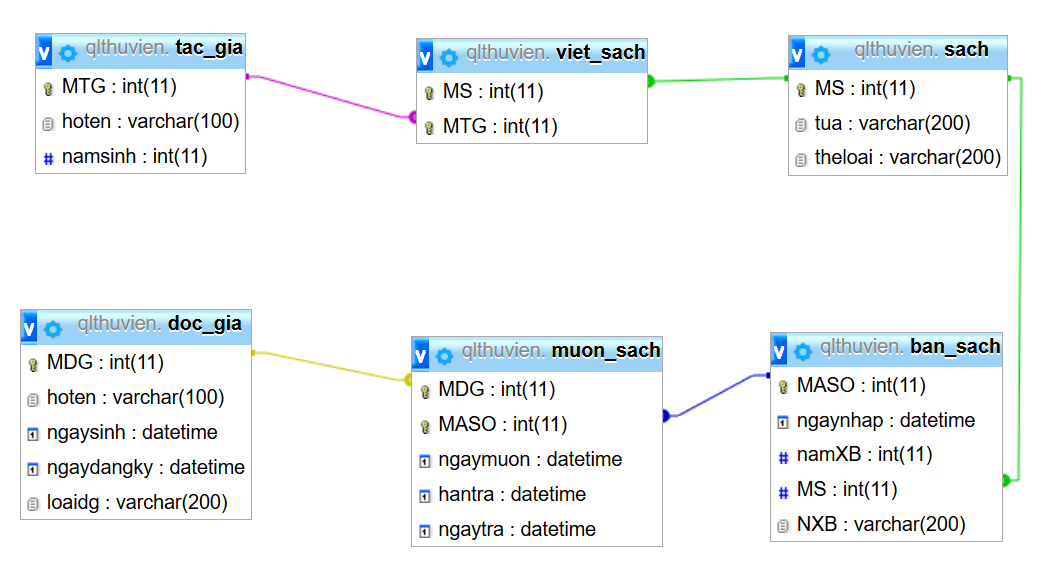 v qlthuvien. tac_gia
MTG : int(11)
hoten : varchar(100)
# namsinh : int(11)
v qlthuvien. viet_sach
MS : int(11)
MTG : int(11)
v qlthuvien. sach
MS : int(11)
tua : varchar(200)
theloai : varchar(200)
v qlthuvien. doc_gia
MDG : int(11)
hoten : varchar(100)
ngaysinh : datetime
ngaydangky : datetime
loaidg : varchar(200)
v qlthuvien. muon_sach
MDG : int(11)
MASO : int(11)
ngaymuon : datetime
hantra : datetime
ngaytra : datetime
v qlthuvien. ban_sach
MASO : int(11)
ngaynhap : datetime
# namXB : int(11)
# MS : int(11)
NXB : varchar(200)